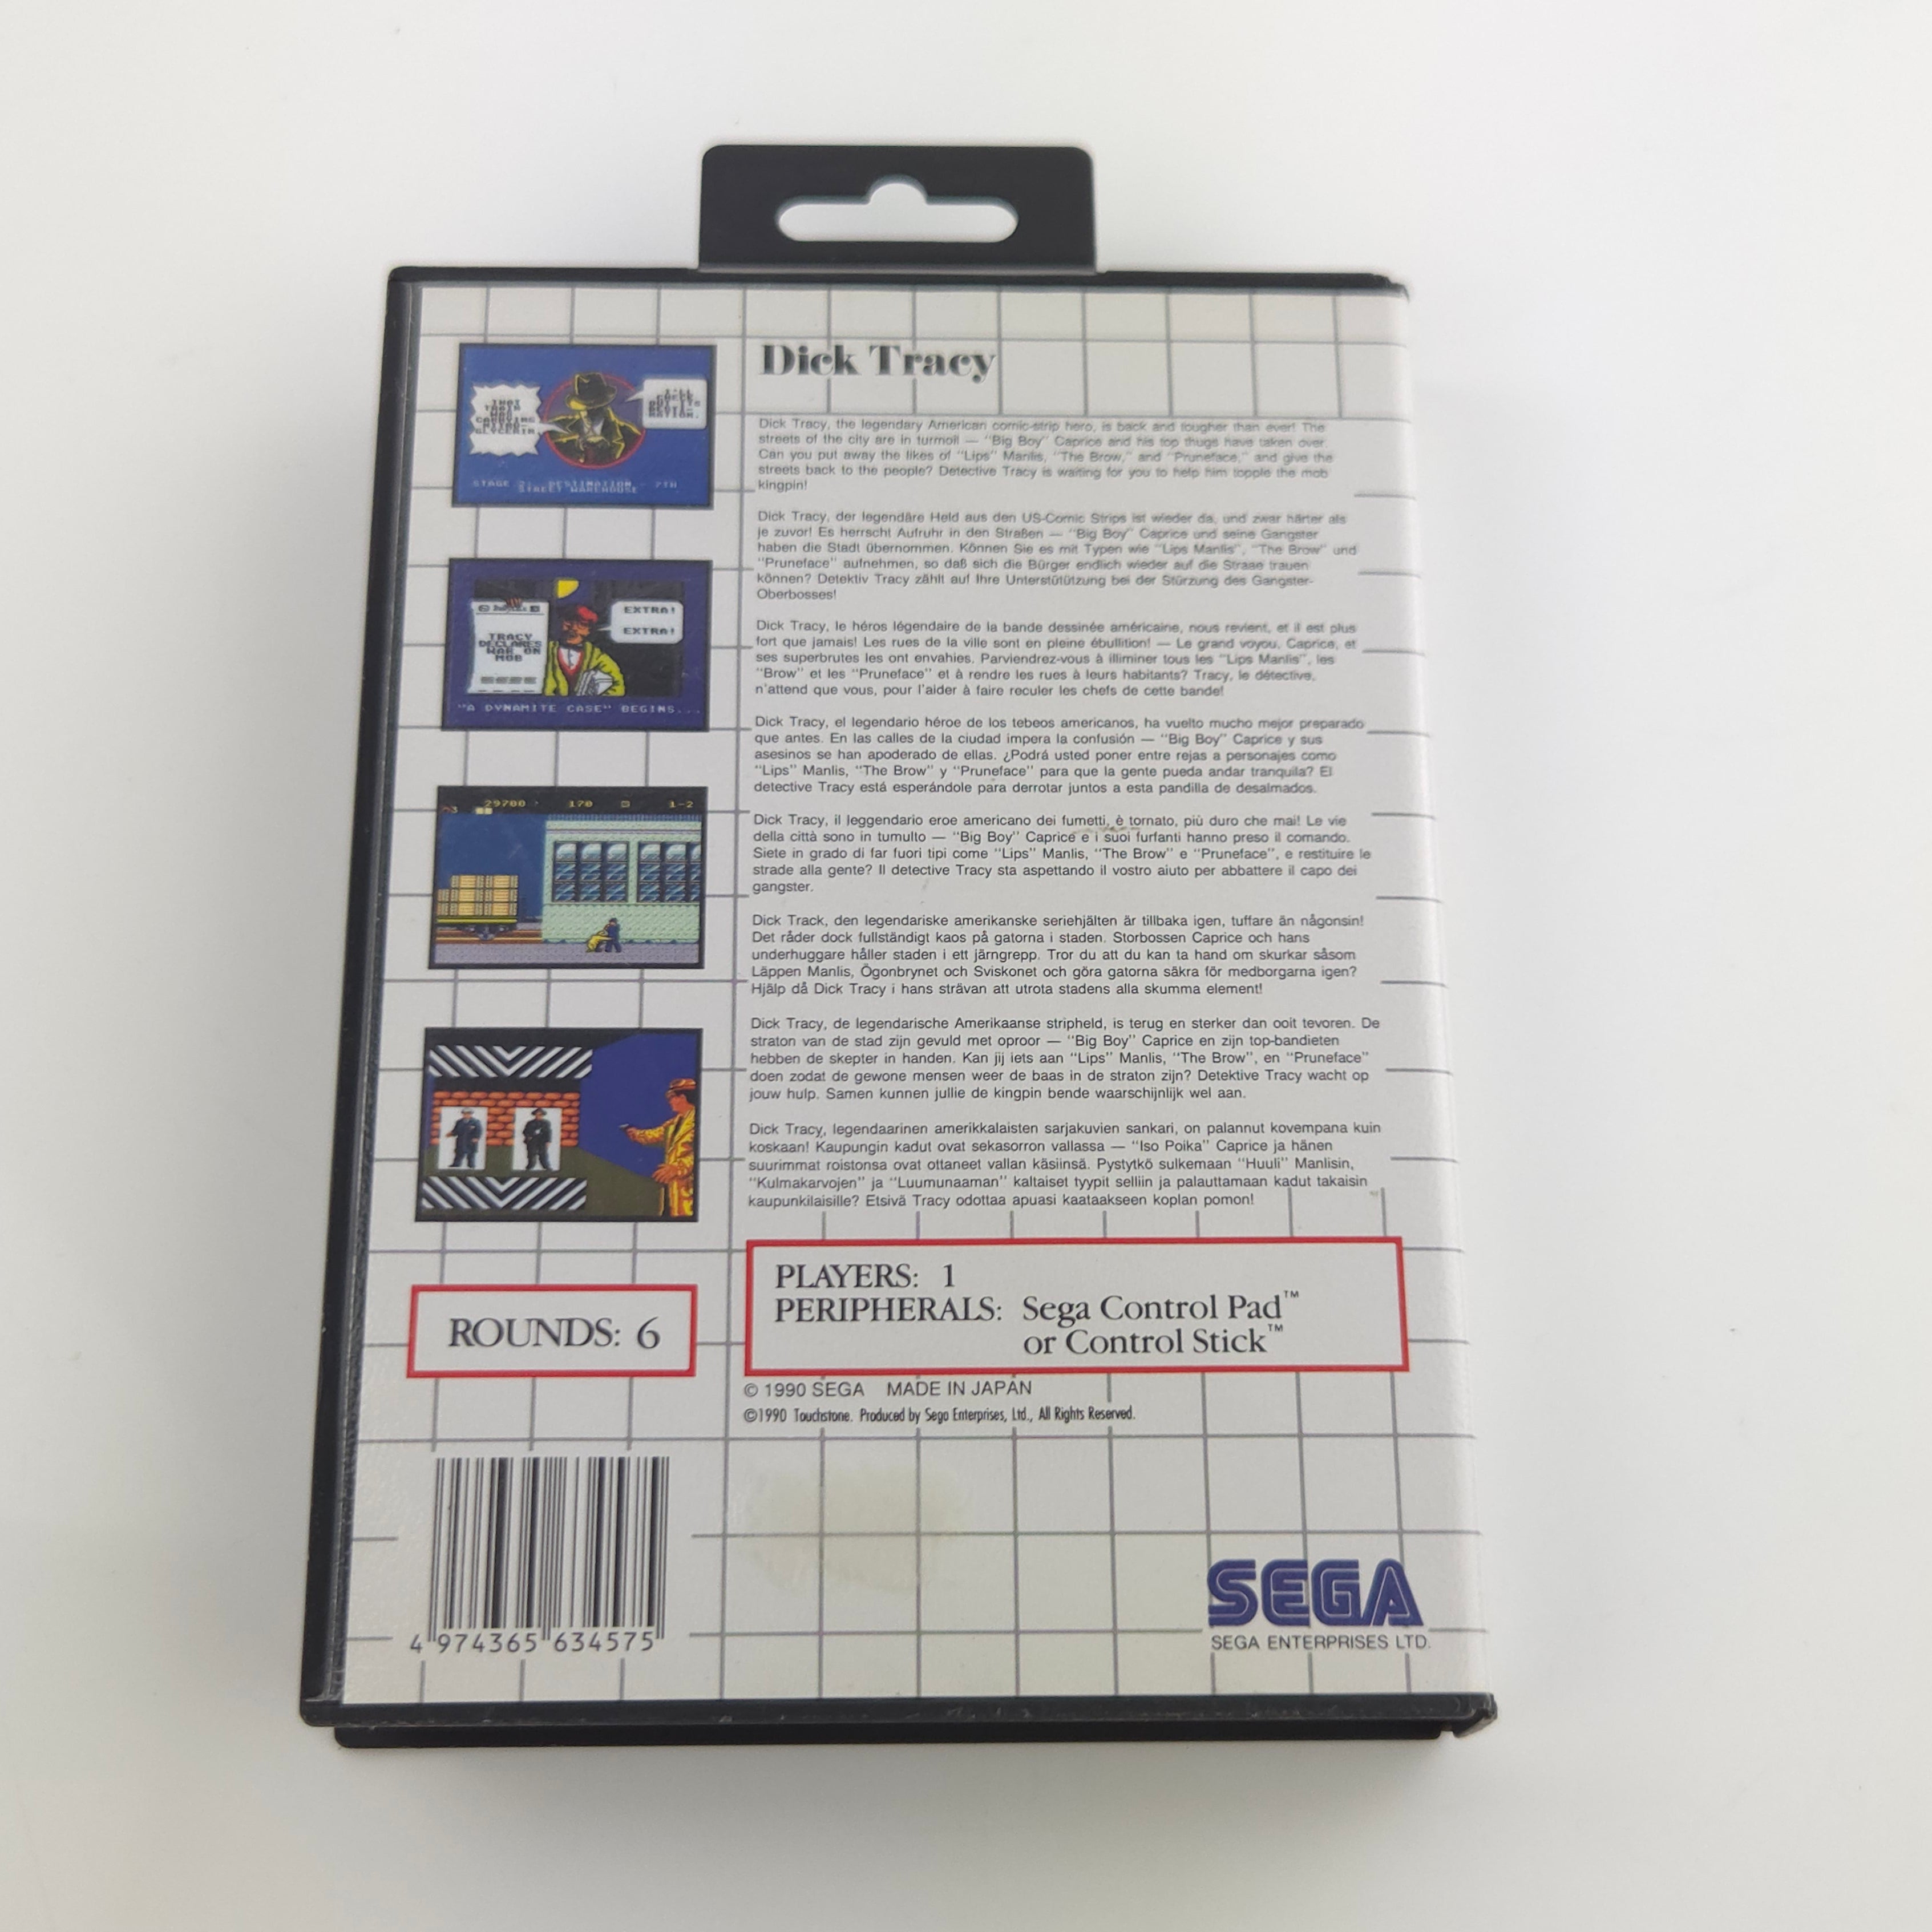 Dick Tracy
Dick Tracy, the legendary American comic-strip hero, is back and tougher than ever! The
streets of the city are in turmoil — "Big Boy" Caprice and his top thugs have taken over.
Can you put away the likes of "Lips" Manlis, "The Brow," and "Pruneface," and give the
streets back to the people? Detective Tracy is waiting for you to help him topple the mob
kingpin!
Dick Tracy, der legendäre Held aus den US-Comic Strips ist wieder da, und zwar härter als
je zuvor! Es herrscht Aufruhr in den Straßen — "Big Boy" Caprice und seine Gangster
haben die Stadt übernommen. Können Sie es mit Typen wie "Lips Manlis", "The Brow" und
"Pruneface" aufnehmen, so daß sich die Bürger endlich wieder auf die Straae trauen
können? Detektiv Tracy zählt auf Ihre Unterstütützung bei der Stürzung des Gangster-
Oberbosses!
Dick Tracy, le héros légendaire de la bande dessinée américaine, nous revient, et il est plus
fort que jamais! Les rues de la ville sont en pleine ébullition! — Le grand voyou, Caprice, et
ses superbrutes les ont envahies. Parviendrez-vous à illiminer tous les "Lips Manlis", les
"Brow" et les "Pruneface" et à rendre les rues à leurs habitants? Tracy, le détective,
n'attend que vous, pour l'aider à faire reculer les chefs de cette bande!
Dick Tracy, el legendario héroe de los tebeos americanos, ha vuelto mucho mejor preparado
que antes. En las calles de la ciudad impera la confusión — "Big Boy" Caprice y sus
asesinos se han apoderado de ellas. ¿Podrá usted poner entre rejas a personajes como
"Lips" Manlis, "The Brow" y "Pruneface" para que la gente pueda andar tranquila? El
detective Tracy está esperándole para derrotar juntos a esta pandilla de desalmados.
Dick Tracy, il leggendario eroe americano dei fumetti, è tornato, più duro che mai! Le vie
della città sono in tumulto — "Big Boy" Caprice e i suoi furfanti hanno preso il comando.
Siete in grado di far fuori tipi come "Lips" Manlis, "The Brow" e "Pruneface", e restituire le
strade alla gente? Il detective Tracy sta aspettando il vostro aiuto per abbattere il capo dei
gangster.
Dick Track, den legendariske amerikanske seriehjälten är tillbaka igen, tuffare än någonsin!
Det råder dock fullständigt kaos på gatorna i staden. Storbossen Caprice och hans
underhuggare håller staden i ett järngrepp. Tror du att du kan ta hand om skurkar såsom
Läppen Manlis, Ögonbrynet och Sviskonet och göra gatorna säkra för medborgarna igen?
Hjälp då Dick Tracy i hans strävan att utrota stadens alla skumma element!
Dick Tracy, de legendarische Amerikaanse stripheld, is terug en sterker dan ooit tevoren. De
straton van de stad zijn gevuld met oproor — "Big Boy" Caprice en zijn top-bandieten
hebben de skepter in handen. Kan jij iets aan "Lips" Manlis, "The Brow", en "Pruneface"
doen zodat de gewone mensen weer de baas in de straton zijn? Detektive Tracy wacht op
jouw hulp. Samen kunnen jullie de kingpin bende waarschijnlijk wel aan.
Dick Tracy, legendaarinen amerikkalaisten sarjakuvien sankari, on palannut kovempana kuin
koskaan! Kaupungin kadut ovat sekasorron vallassa — "Iso Poika" Caprice ja hänen
suurimmat roistonsa ovat ottaneet vallan käsiinsä. Pystytkö sulkemaan "Huuli" Manlisin,
"Kulmakarvojen" ja "Luumunaaman" kaltaiset tyypit selliin ja palauttamaan kadut takaisin
kaupunkilaisille? Etsivä Tracy odottaa apuasi kaataakseen koplan pomon!
THAT
TRAIN
WAS
CARRYING
NITRO-
GLYCERIN.
STAGE 2: DESTINATION - 7TH
STREET WAREHOUSE
TRACY
DECLARES
WAR ON
MOB
EXTRA!
EXTRA!
"A DYNAMITE CASE" BEGINS...
3 29700 170 1-2
ROUNDS: 6
PLAYERS: 1
PERIPHERALS: Sega Control Pad™
or Control Stick™
© 1990 SEGA MADE IN JAPAN
©1990 Touchstone. Produced by Sega Enterprises, Ltd., All Rights Reserved.
4 974365 634575
SEGA
SEGA ENTERPRISES LTD.